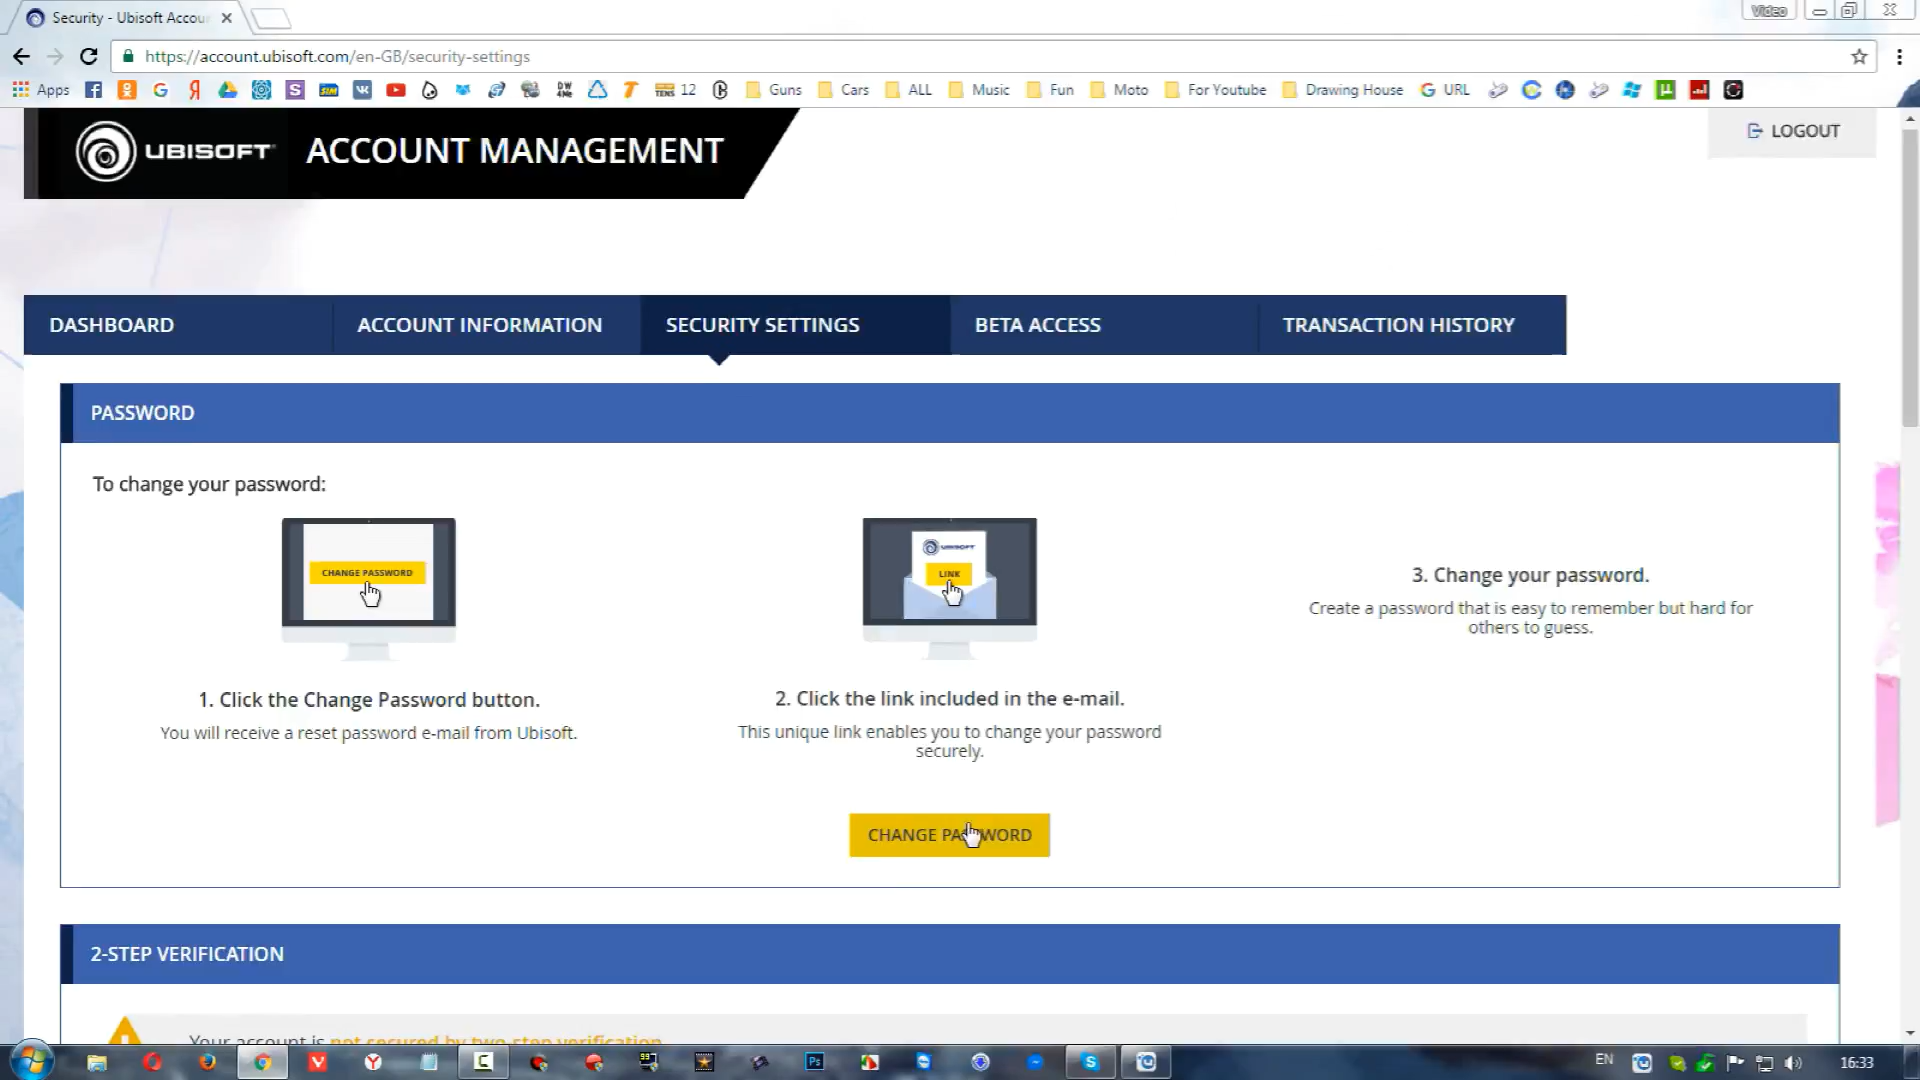 Security - Ubisoft Accou
Video
https://account.ubisoft.com/en-GB/security-settings
Apps
12
Guns
Cars
ALL
Music
Fun
Moto
For Youtube
Drawing House
URL
UBISOFT
ACCOUNT MANAGEMENT
LOGOUT
DASHBOARD
ACCOUNT INFORMATION
SECURITY SETTINGS
BETA ACCESS
TRANSACTION HISTORY
PASSWORD
To change your password:
CHANGE PASSWORD
UBISOFT
LINK
1. Click the Change Password button.
You will receive a reset password e-mail from Ubisoft.
2. Click the link included in the e-mail.
This unique link enables you to change your password
securely.
3. Change your password.
Create a password that is easy to remember but hard for
others to guess.
CHANGE PASSWORD
2-STEP VERIFICATION
Your account is not secured by two-step verification
EN
16:33